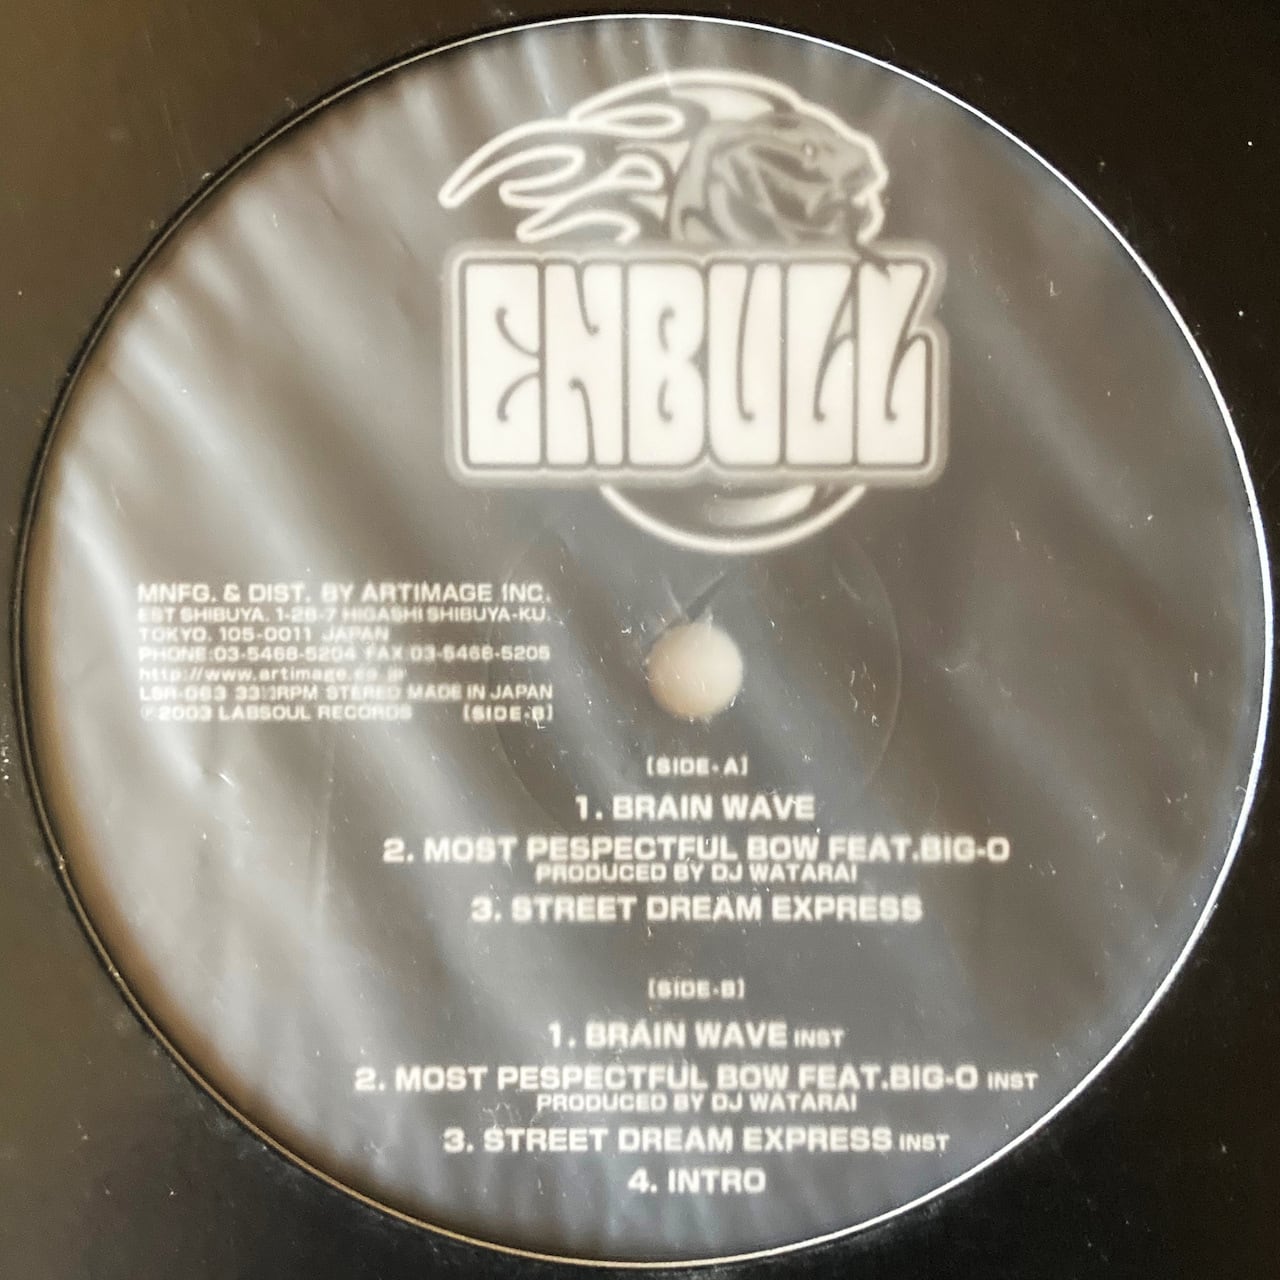 ENBULL
MNFG. & DIST. BY ARTIMAGE INC.
EST SHIBUYA. 1-26-7 HIGASHI SHIBUYA-KU.
TOKYO. 105-0011 JAPAN
PHONE:03-5468-5204 FAX 03-5468-5205
http://www.artimage.co.jp
LSR-063 33⅓RPM STEREO MADE IN JAPAN
℗2003 LABSOUL RECORDS [SIDE-B]
[SIDE-A]
1. BRAIN WAVE
2. MOST PESPECTFUL BOW FEAT.BIG-O
PRODUCED BY DJ WATARAI
3. STREET DREAM EXPRESS
[SIDE-B]
1. BRAIN WAVE INST
2. MOST PESPECTFUL BOW FEAT.BIG-O INST
PRODUCED BY DJ WATARAI
3. STREET DREAM EXPRESS INST
4. INTRO